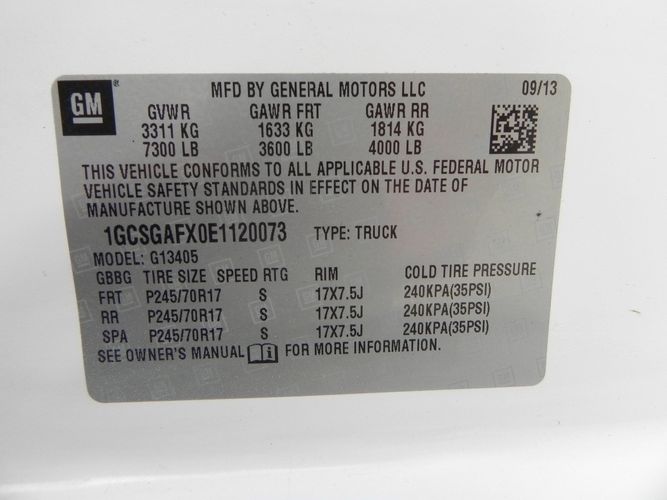 GM ® MFD BY GENERAL MOTORS LLC 09/13
GVWR GAWR FRT GAWR RR
3311 KG 1633 KG 1814 KG
7300 LB 3600 LB 4000 LB
THIS VEHICLE CONFORMS TO ALL APPLICABLE U.S. FEDERAL MOTOR
VEHICLE SAFETY STANDARDS IN EFFECT ON THE DATE OF
MANUFACTURE SHOWN ABOVE.
1GCSGAFX0E1120073 TYPE: TRUCK
MODEL: G13405
GBBG TIRE SIZE SPEED RTG RIM COLD TIRE PRESSURE
FRT P245/70R17 S 17X7.5J 240KPA(35PSI)
RR P245/70R17 S 17X7.5J 240KPA(35PSI)
SPA P245/70R17 S 17X7.5J 240KPA(35PSI)
SEE OWNER'S MANUAL FOR MORE INFORMATION.